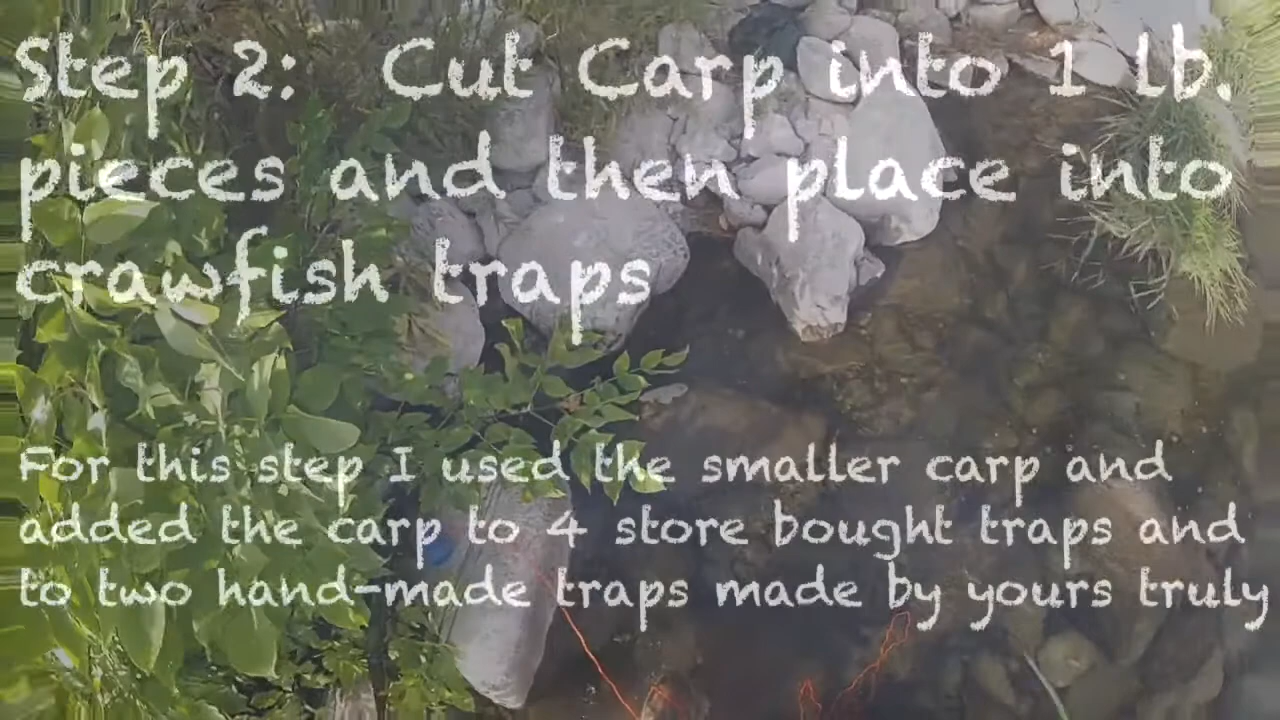 Step 2: Cut Carp into 1 lb.
pieces and then place into
crawfish traps
For this step I used the smaller carp and
added the carp to 4 store bought traps and
to two hand-made traps made by yours truly